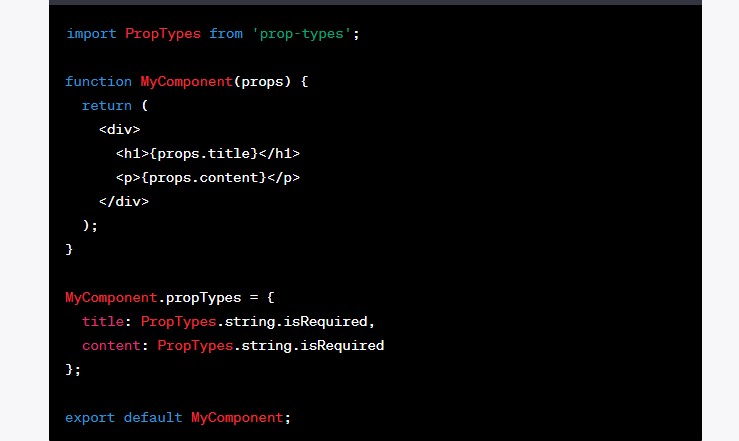 import PropTypes from 'prop-types';
function MyComponent(props) {
return (
<div>
<h1>{props.title}</h1>
<p>{props.content}</p>
</div>
);
}
MyComponent.propTypes = {
title: PropTypes.string.isRequired,
content: PropTypes.string.isRequired
};
export default MyComponent;